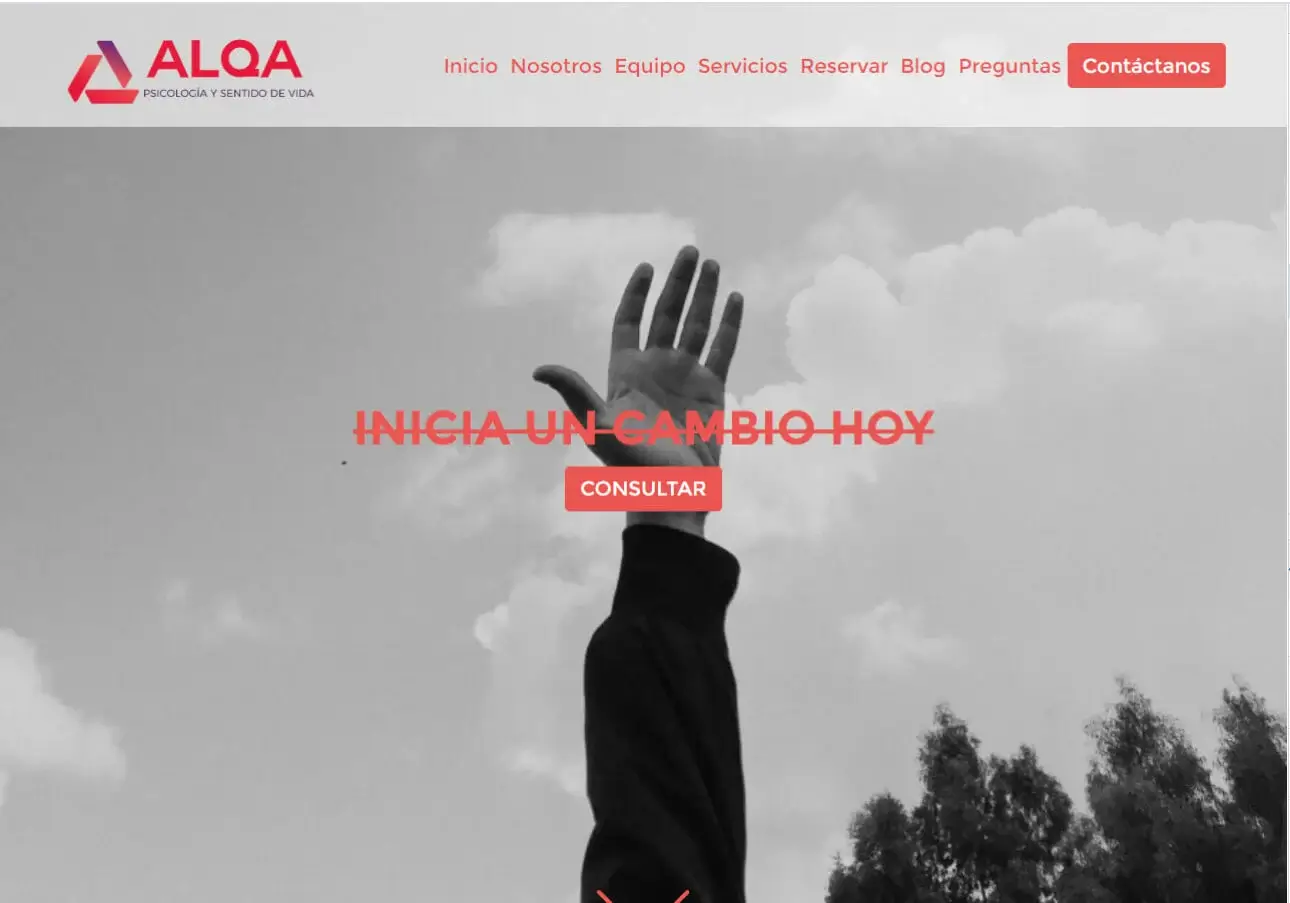 ALQA
PSICOLOGÍA Y SENTIDO DE VIDA
Inicio Nosotros Equipo Servicios Reservar Blog Preguntas Contáctanos
INICIA UN CAMBIO HOY
CONSULTAR